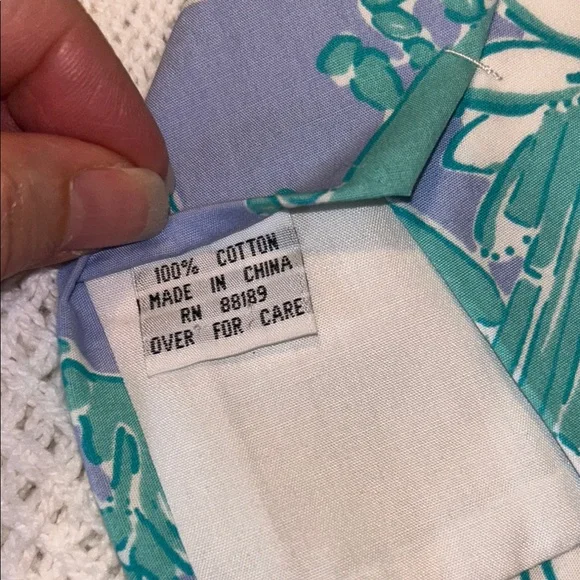 100% COTTON
MADE IN CHINA
RN 88189
OVER FOR CARE